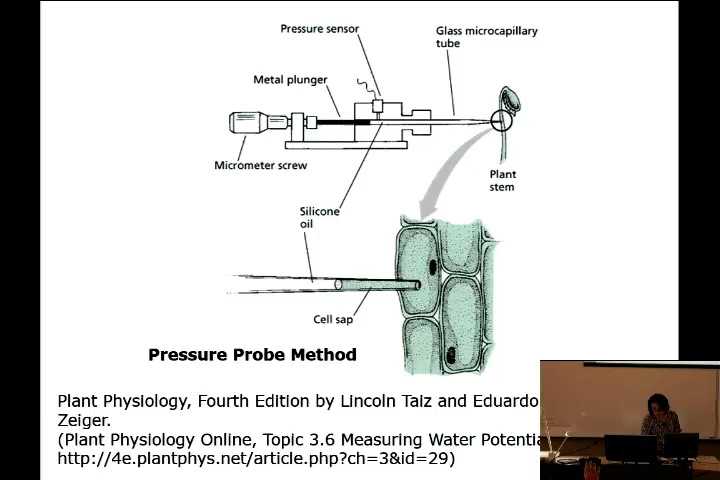 Pressure sensor
Glass microcapillary
tube
Metal plunger
Micrometer screw
Plant
stem
Silicone
oil
Cell sap
Pressure Probe Method
Plant Physiology, Fourth Edition by Lincoln Taiz and Eduardo
Zeiger.
(Plant Physiology Online, Topic 3.6 Measuring Water Potentia
http://4e.plantphys.net/article.php?ch=3&id=29)